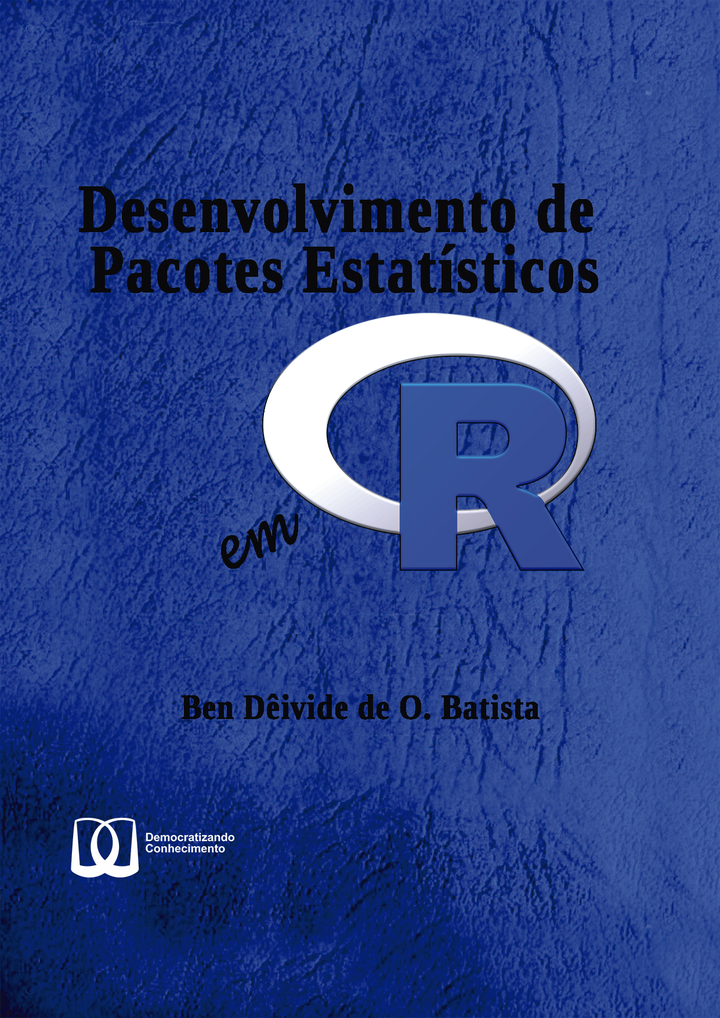 Desenvolvimento de
Pacotes Estatísticos
em R
Ben Dêivide de O. Batista
Democratizando
Conhecimento